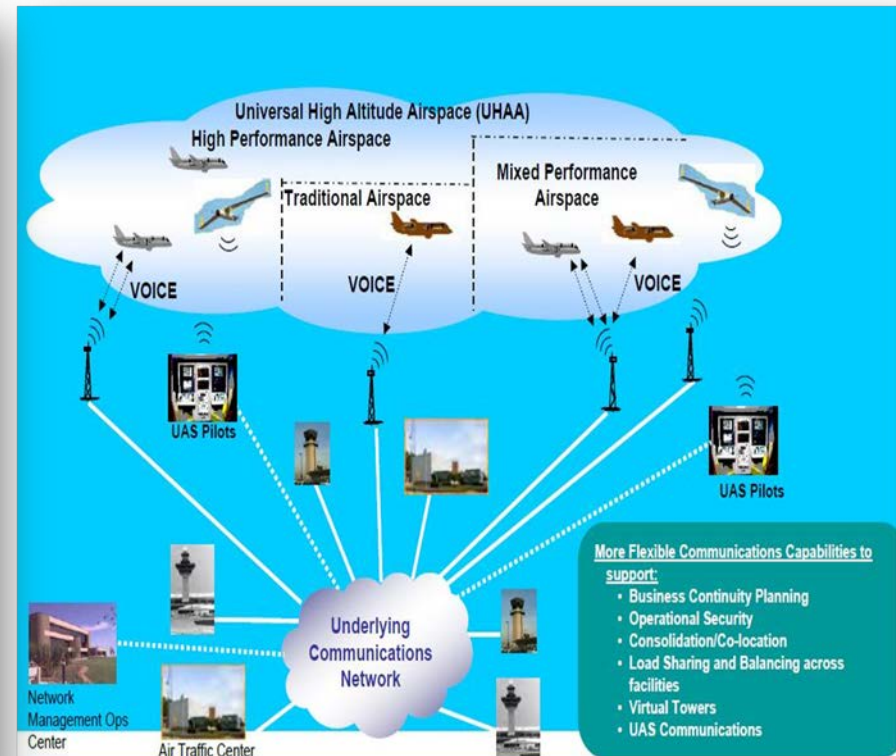 Universal High Altitude Airspace (UHAA)
High Performance Airspace
Traditional Airspace
Mixed Performance
Airspace
VOICE
VOICE
VOICE
UAS Pilots
UAS Pilots
Underlying
Communications
Network
Network
Management Ops
Center
Air Traffic Center
More Flexible Communications Capabilities to
support:
• Business Continuity Planning
• Operational Security
• Consolidation/Co-location
• Load Sharing and Balancing across
facilities
• Virtual Towers
• UAS Communications